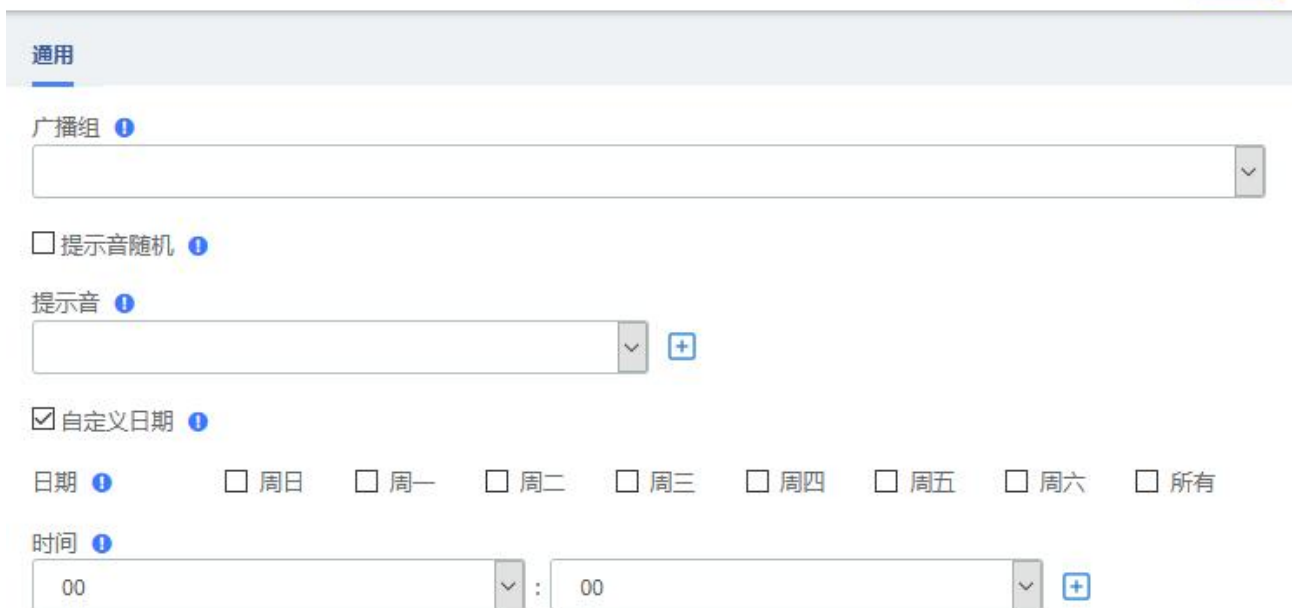 通用
广播组
提示音随机
提示音
自定义日期
日期 周日 周一 周二 周三 周四 周五 周六 所有
时间
00 : 00